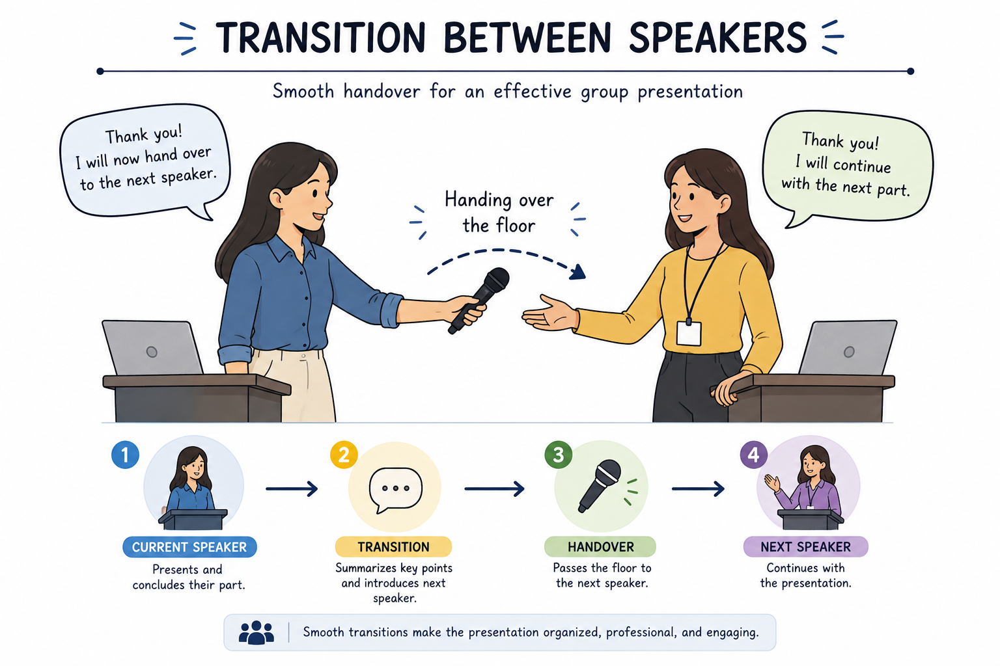 TRANSITION BETWEEN SPEAKERS
Smooth handover for an effective group presentation
Thank you!
I will now hand over
to the next speaker.
Handing over
the floor
Thank you!
I will continue
with the next part.
1
CURRENT SPEAKER
Presents and
concludes their part.
2
TRANSITION
Summarizes key points
and introduces next
speaker.
3
HANDOVER
Passes the floor to
the next speaker.
4
NEXT SPEAKER
Continues with
the presentation.
Smooth transitions make the presentation organized, professional, and engaging.